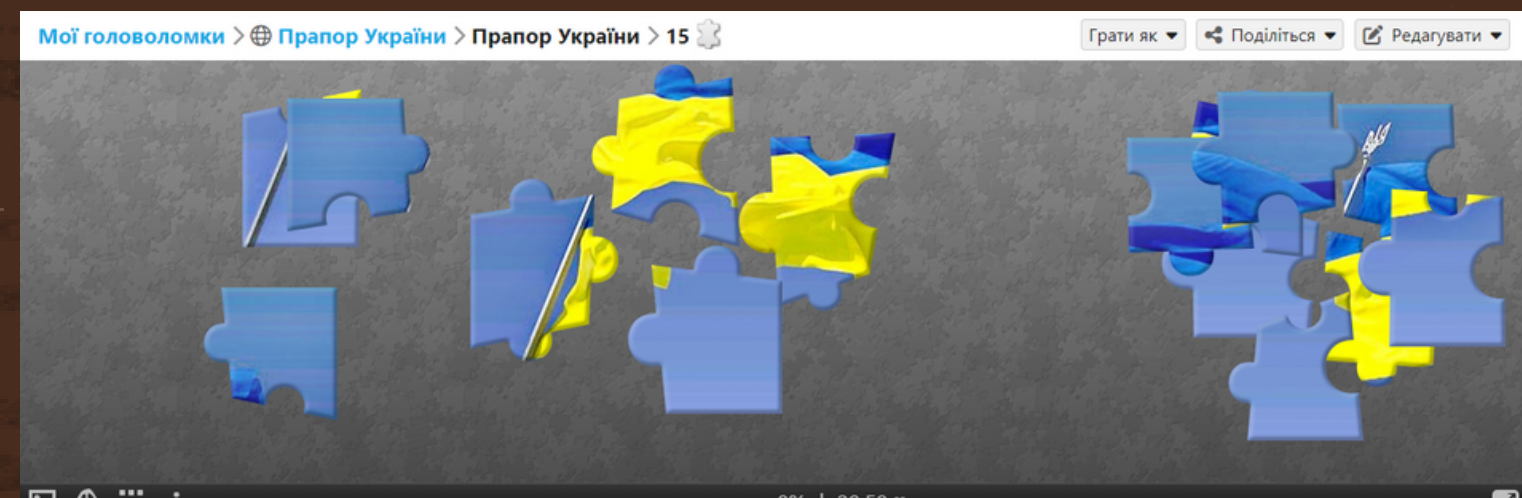 Мої головоломки > Прапор України > Прапор України > 15
Грати як
Поділіться
Редагувати